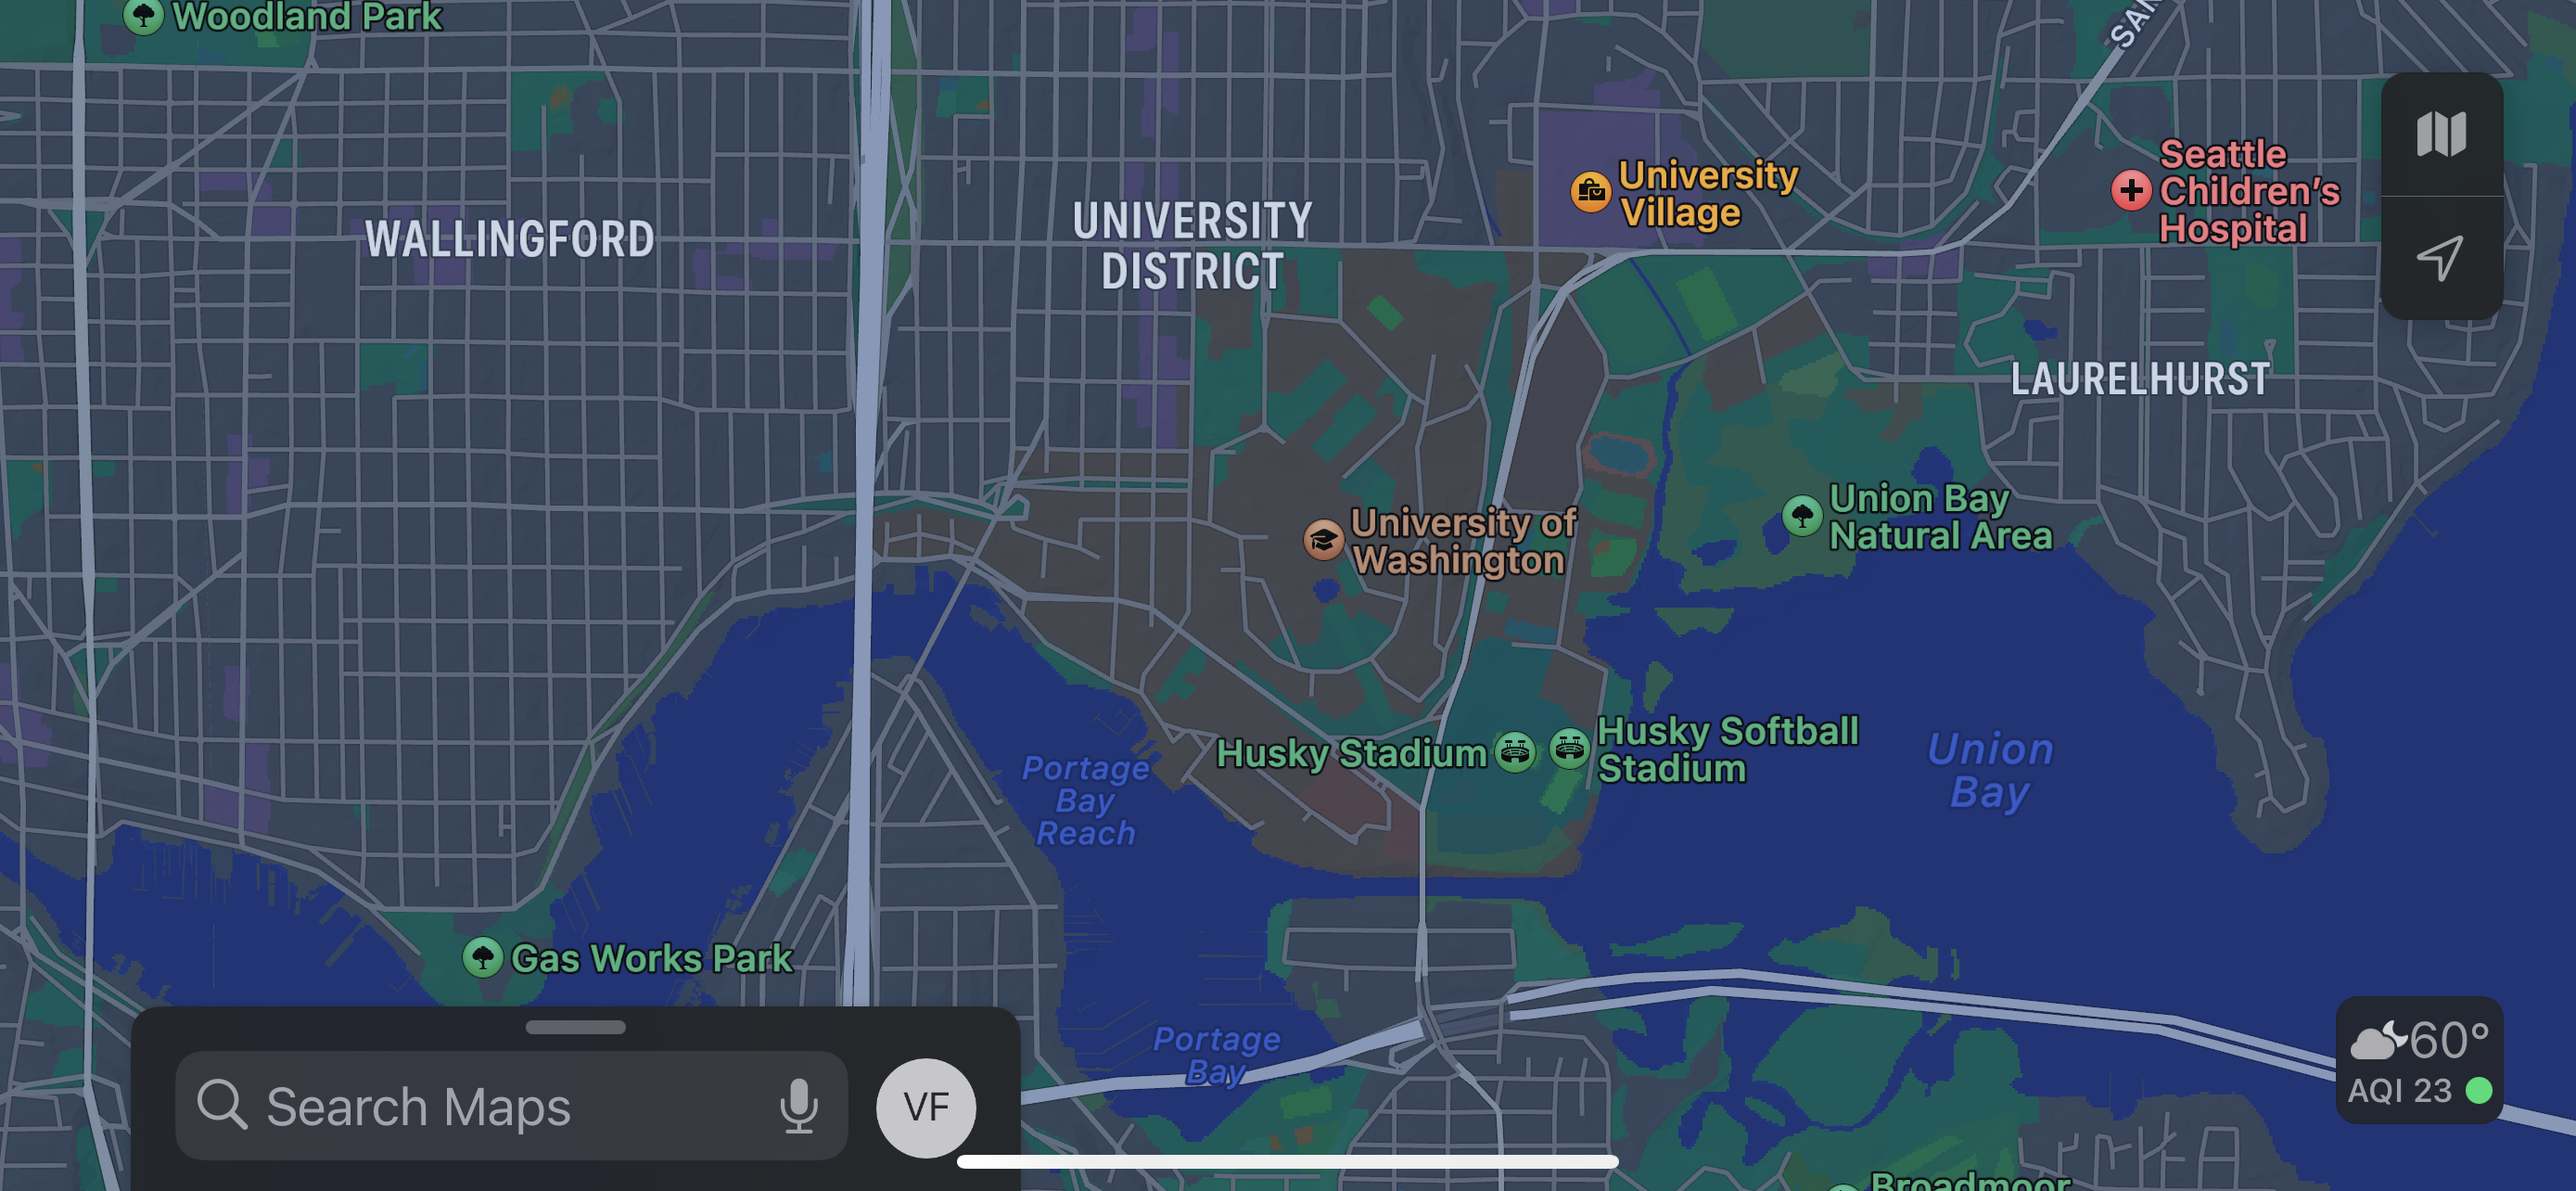 Woodland Park
SAN
Seattle
Children's
Hospital
University
Village
WALLINGFORD
UNIVERSITY
DISTRICT
LAURELHURST
Union Bay
Natural Area
University of
Washington
Husky Stadium
Husky Softball
Stadium
Union
Bay
Portage
Bay
Reach
Gas Works Park
Portage
Bay
60°
AQI 23
Search Maps
VF
Broadmoor